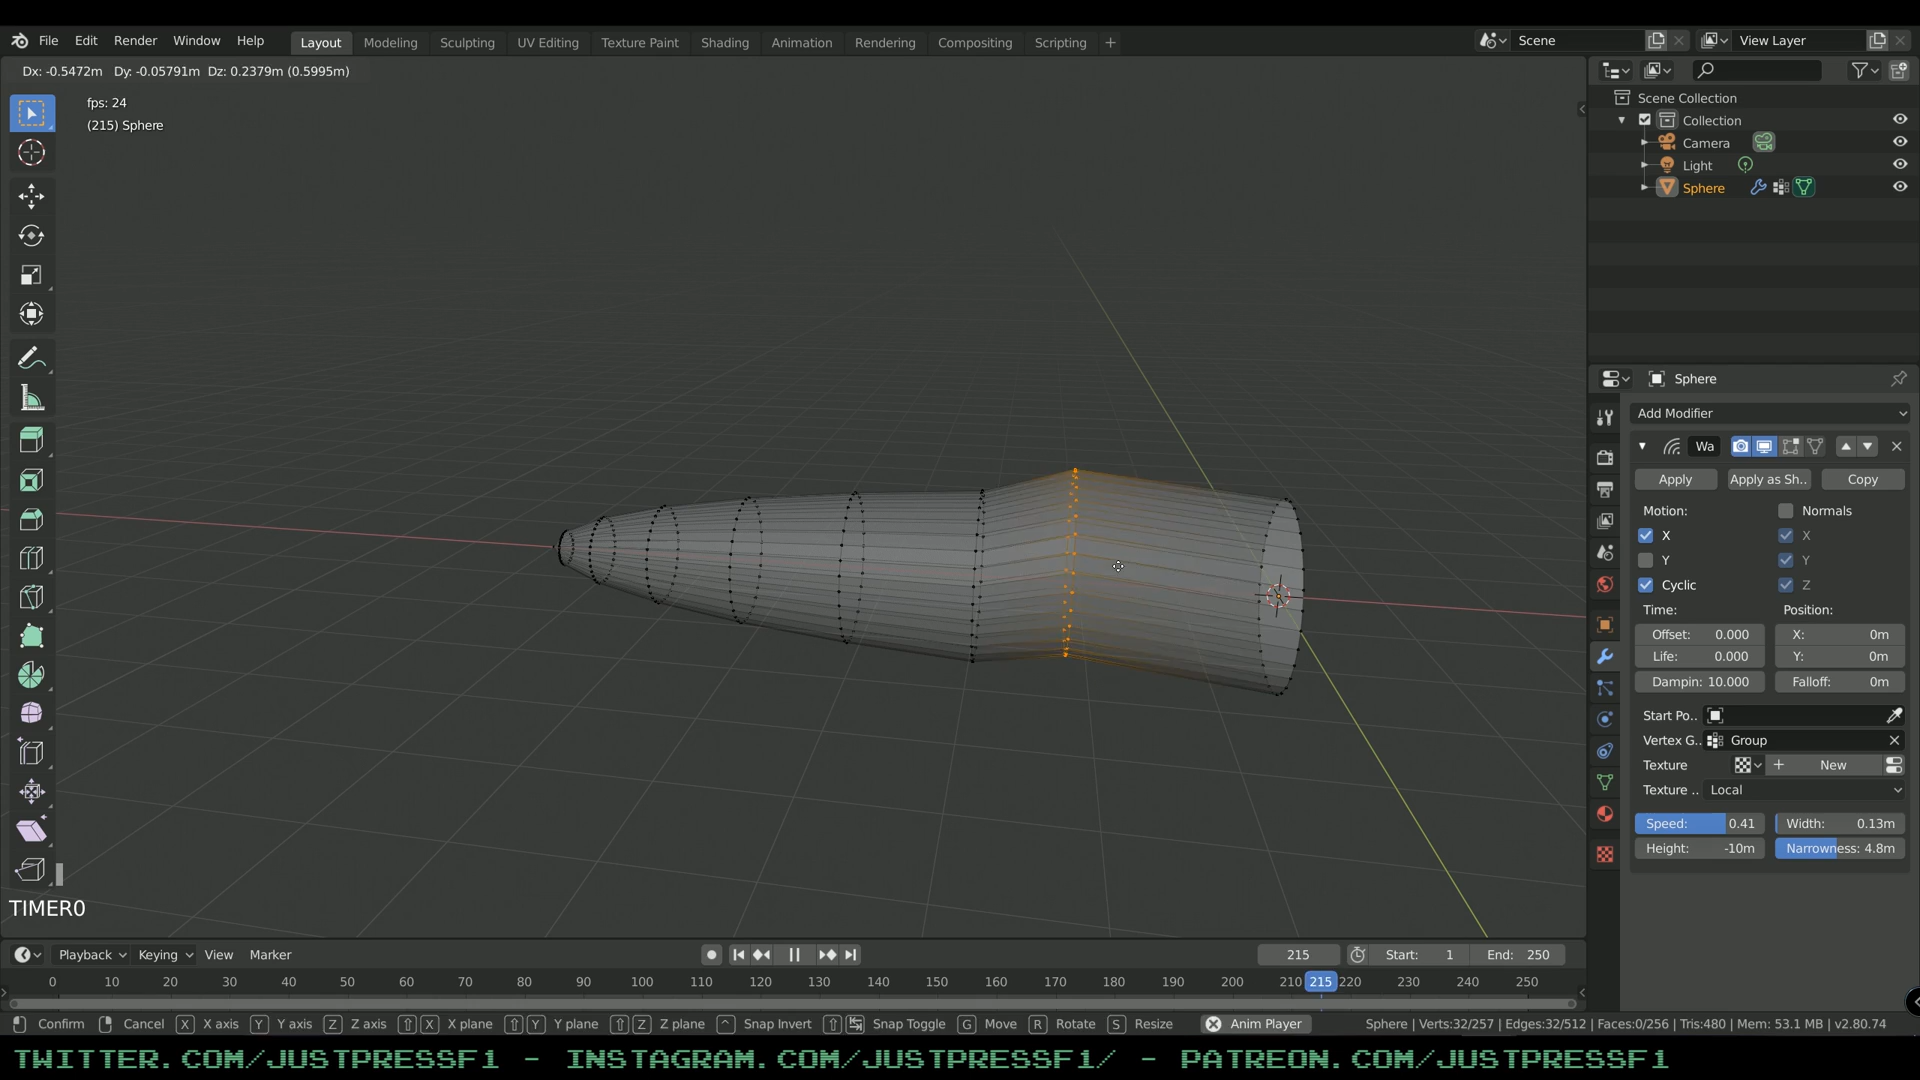 File Edit Render Window Help Layout Modeling Sculpting UV Editing Texture Paint Shading Animation Rendering Compositing Scripting + Scene View Layer
Dx: -0.5472m Dy: -0.05791m Dz: 0.2379m (0.5995m)
fps: 24
(215) Sphere
Scene Collection
Collection
Camera
Light
Sphere
Sphere
Add Modifier
Wa
Apply Apply as Sh.. Copy
Motion: Normals
X X
Y Y
Cyclic Z
Time: Position:
Offset: 0.000 X: 0m
Life: 0.000 Y: 0m
Dampin: 10.000 Falloff: 0m
Start Po..
Vertex G.. Group
Texture + New
Texture .. Local
Speed: 0.41 Width: 0.13m
Height: -10m Narrowness: 4.8m
TIMER0
Playback Keying View Marker 215 Start: 1 End: 250
0 10 20 30 40 50 60 70 80 90 100 110 120 130 140 150 160 170 180 190 200 210 215 220 230 240 250
Confirm Cancel X X axis Y Y axis Z Z axis X X plane Y Y plane Z Z plane Snap Invert Snap Toggle G Move R Rotate S Resize Anim Player Sphere | Verts:32/257 | Edges:32/512 | Faces:0/256 | Tris:480 | Mem: 53.1 MB | v2.80.74
TWITTER.COM/JUSTPRESSF1 - INSTAGRAM.COM/JUSTPRESSF1/ - PATREON.COM/JUSTPRESSF1